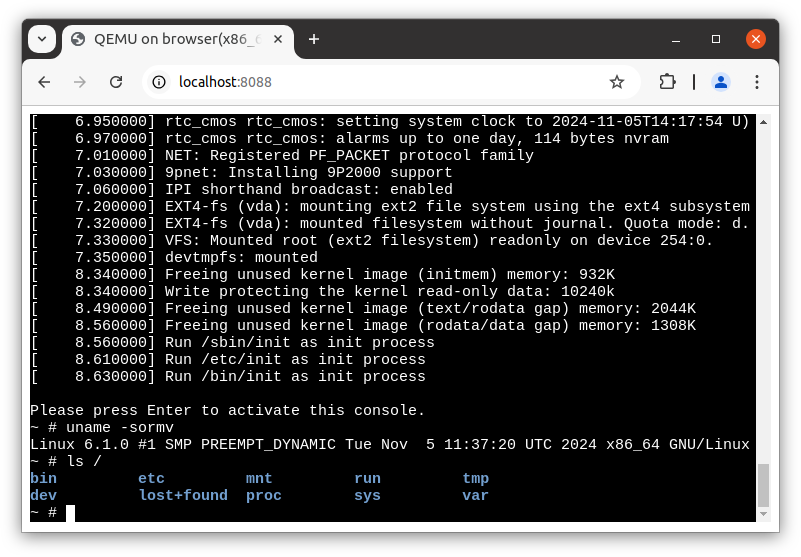 QEMU on browser(x86_6
localhost:8088
[    6.950000] rtc_cmos rtc_cmos: setting system clock to 2024-11-05T14:17:54 U)
[    6.970000] rtc_cmos rtc_cmos: alarms up to one day, 114 bytes nvram
[    7.010000] NET: Registered PF_PACKET protocol family
[    7.030000] 9pnet: Installing 9P2000 support
[    7.060000] IPI shorthand broadcast: enabled
[    7.200000] EXT4-fs (vda): mounting ext2 file system using the ext4 subsystem
[    7.320000] EXT4-fs (vda): mounted filesystem without journal. Quota mode: d.
[    7.330000] VFS: Mounted root (ext2 filesystem) readonly on device 254:0.
[    7.350000] devtmpfs: mounted
[    8.340000] Freeing unused kernel image (initmem) memory: 932K
[    8.340000] Write protecting the kernel read-only data: 10240k
[    8.490000] Freeing unused kernel image (text/rodata gap) memory: 2044K
[    8.560000] Freeing unused kernel image (rodata/data gap) memory: 1308K
[    8.560000] Run /sbin/init as init process
[    8.610000] Run /etc/init as init process
[    8.630000] Run /bin/init as init process
Please press Enter to activate this console.
~ # uname -sormv
Linux 6.1.0 #1 SMP PREEMPT_DYNAMIC Tue Nov  5 11:37:20 UTC 2024 x86_64 GNU/Linux
~ # ls /
bin         etc         mnt         run         tmp
dev         lost+found  proc        sys         var
~ #